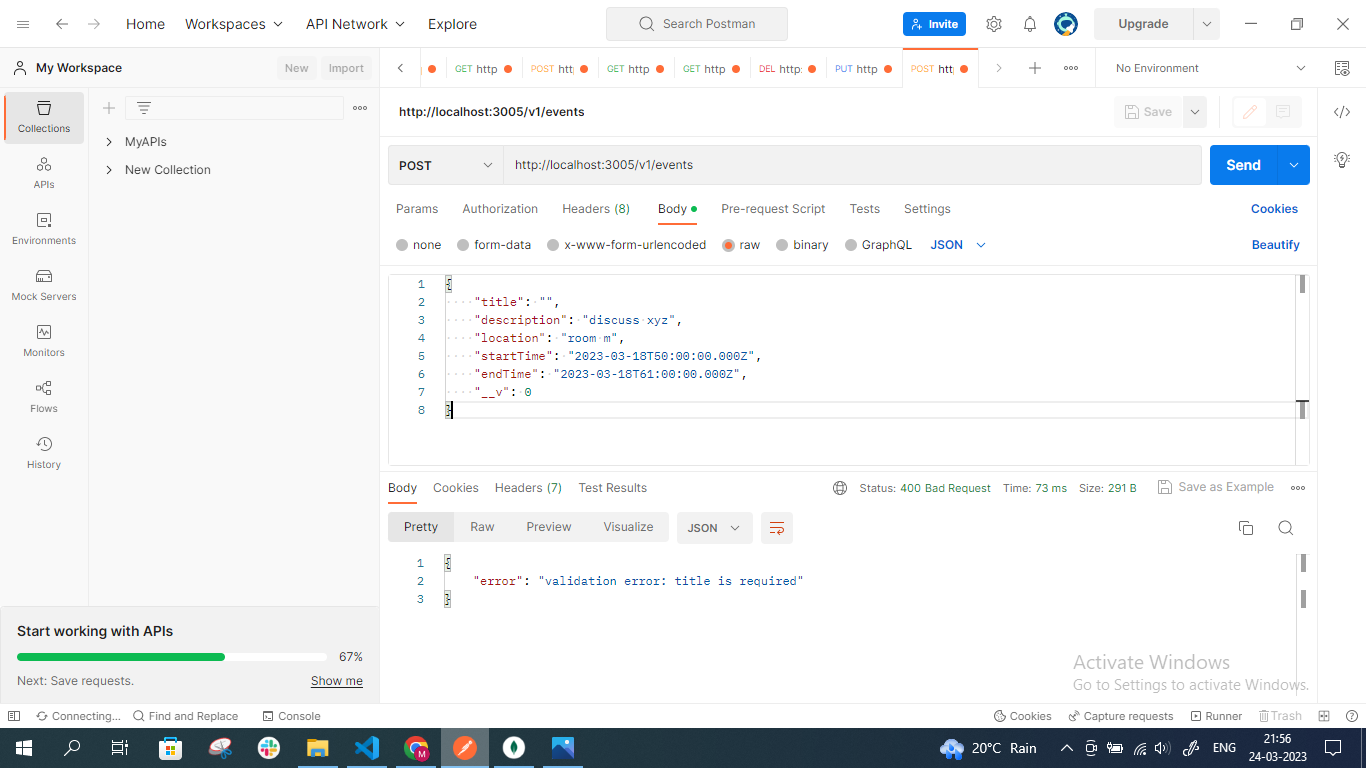 Home Workspaces API Network Explore Search Postman Invite Upgrade
My Workspace New Import GET http POST htt GET http GET http DEL http: PUT http POST htt No Environment
http://localhost:3005/v1/events Save
Collections
APIs
Environments
Mock Servers
Monitors
Flows
History
MyAPIs
New Collection
POST http://localhost:3005/v1/events Send
Params Authorization Headers (8) Body Pre-request Script Tests Settings Cookies
none form-data x-www-form-urlencoded raw binary GraphQL JSON Beautify
1 {
2 "title": "",
3 "description": "discuss xyz",
4 "location": "room m",
5 "startTime": "2023-03-18T50:00:00.000Z",
6 "endTime": "2023-03-18T61:00:00.000Z",
7 "__v": 0
8 }
Body Cookies Headers (7) Test Results Status: 400 Bad Request Time: 73 ms Size: 291 B Save as Example
Pretty Raw Preview Visualize JSON
1 {
2 "error": "validation error: title is required"
3 }
Start working with APIs
67%
Next: Save requests. Show me
Activate Windows
Go to Settings to activate Windows.
Connecting... Find and Replace Console Cookies Capture requests Runner Trash
20°C Rain ENG 21:56
24-03-2023